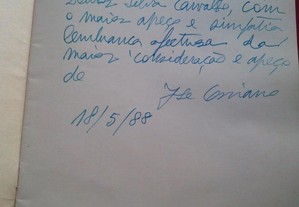 Silva Carvalho, com
o maior apreço e simpatia
lembrança afectuosa da
maior consideração e apreço
de
18/5/88